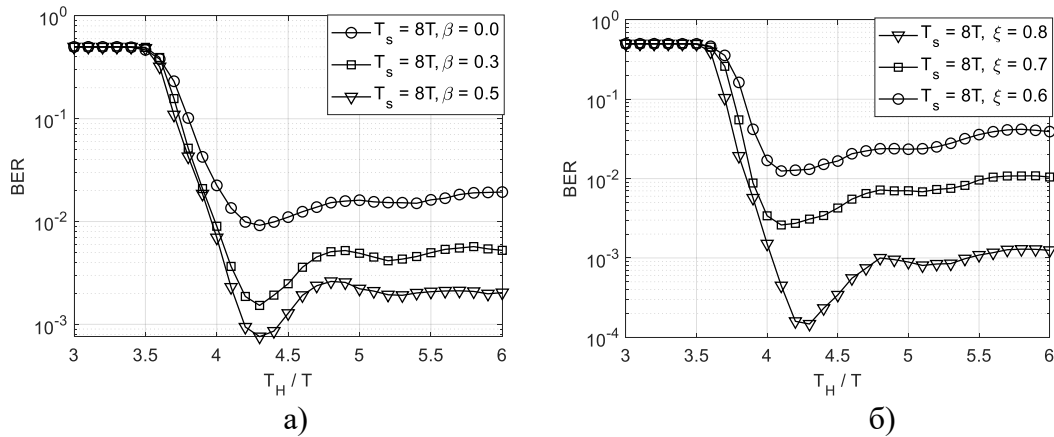 10^0
10^-1
10^-2
10^-3
BER
3
3.5
4
4.5
5
5.5
6
T_H / T
T_s = 8T, β = 0.0
T_s = 8T, β = 0.3
T_s = 8T, β = 0.5
а)
10^0
10^-1
10^-2
10^-3
10^-4
BER
3
3.5
4
4.5
5
5.5
6
T_H / T
T_s = 8T, ξ = 0.8
T_s = 8T, ξ = 0.7
T_s = 8T, ξ = 0.6
б)